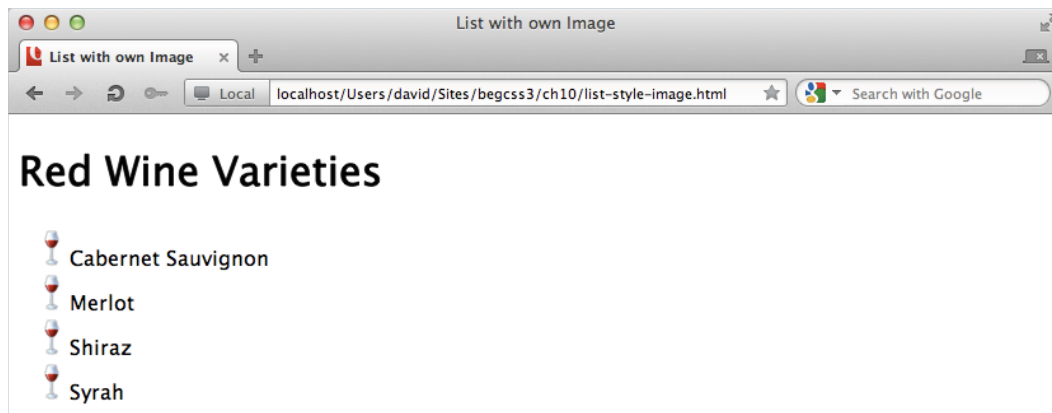 List with own Image
List with own Image
Local localhost/Users/david/Sites/begcss3/ch10/list-style-image.html Search with Google
Red Wine Varieties
Cabernet Sauvignon
Merlot
Shiraz
Syrah